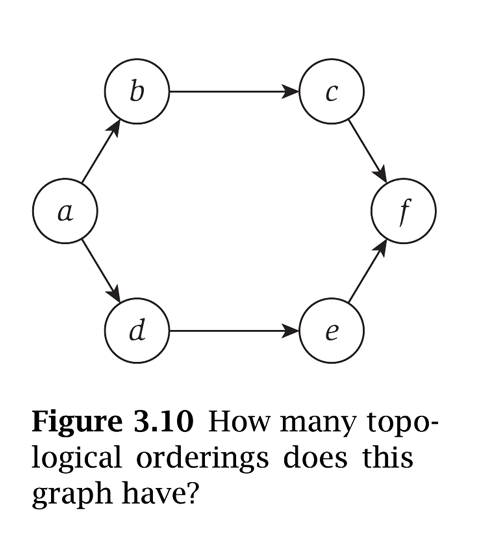 b
c
a
f
d
e
Figure 3.10 How many topo-
logical orderings does this
graph have?